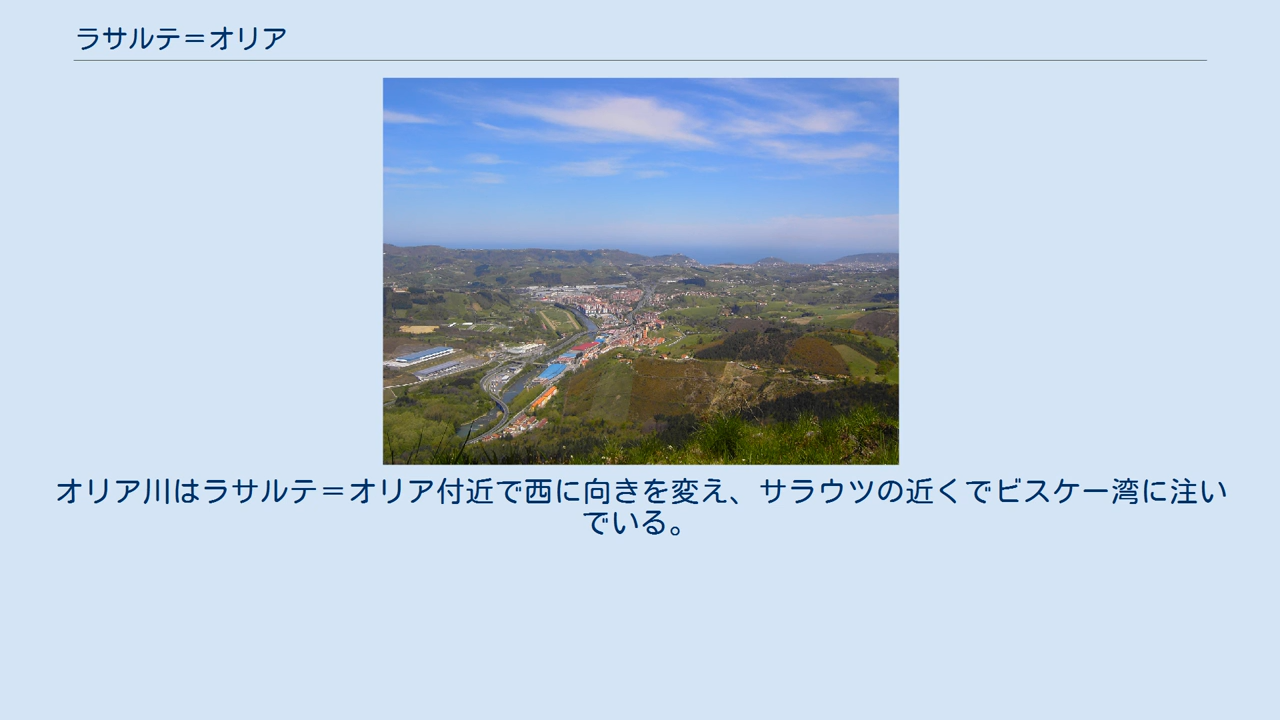 ラサルテ＝オリア
オリア川はラサルテ＝オリア付近で西に向きを変え、サラウツの近くでビスケー湾に注い
でいる。